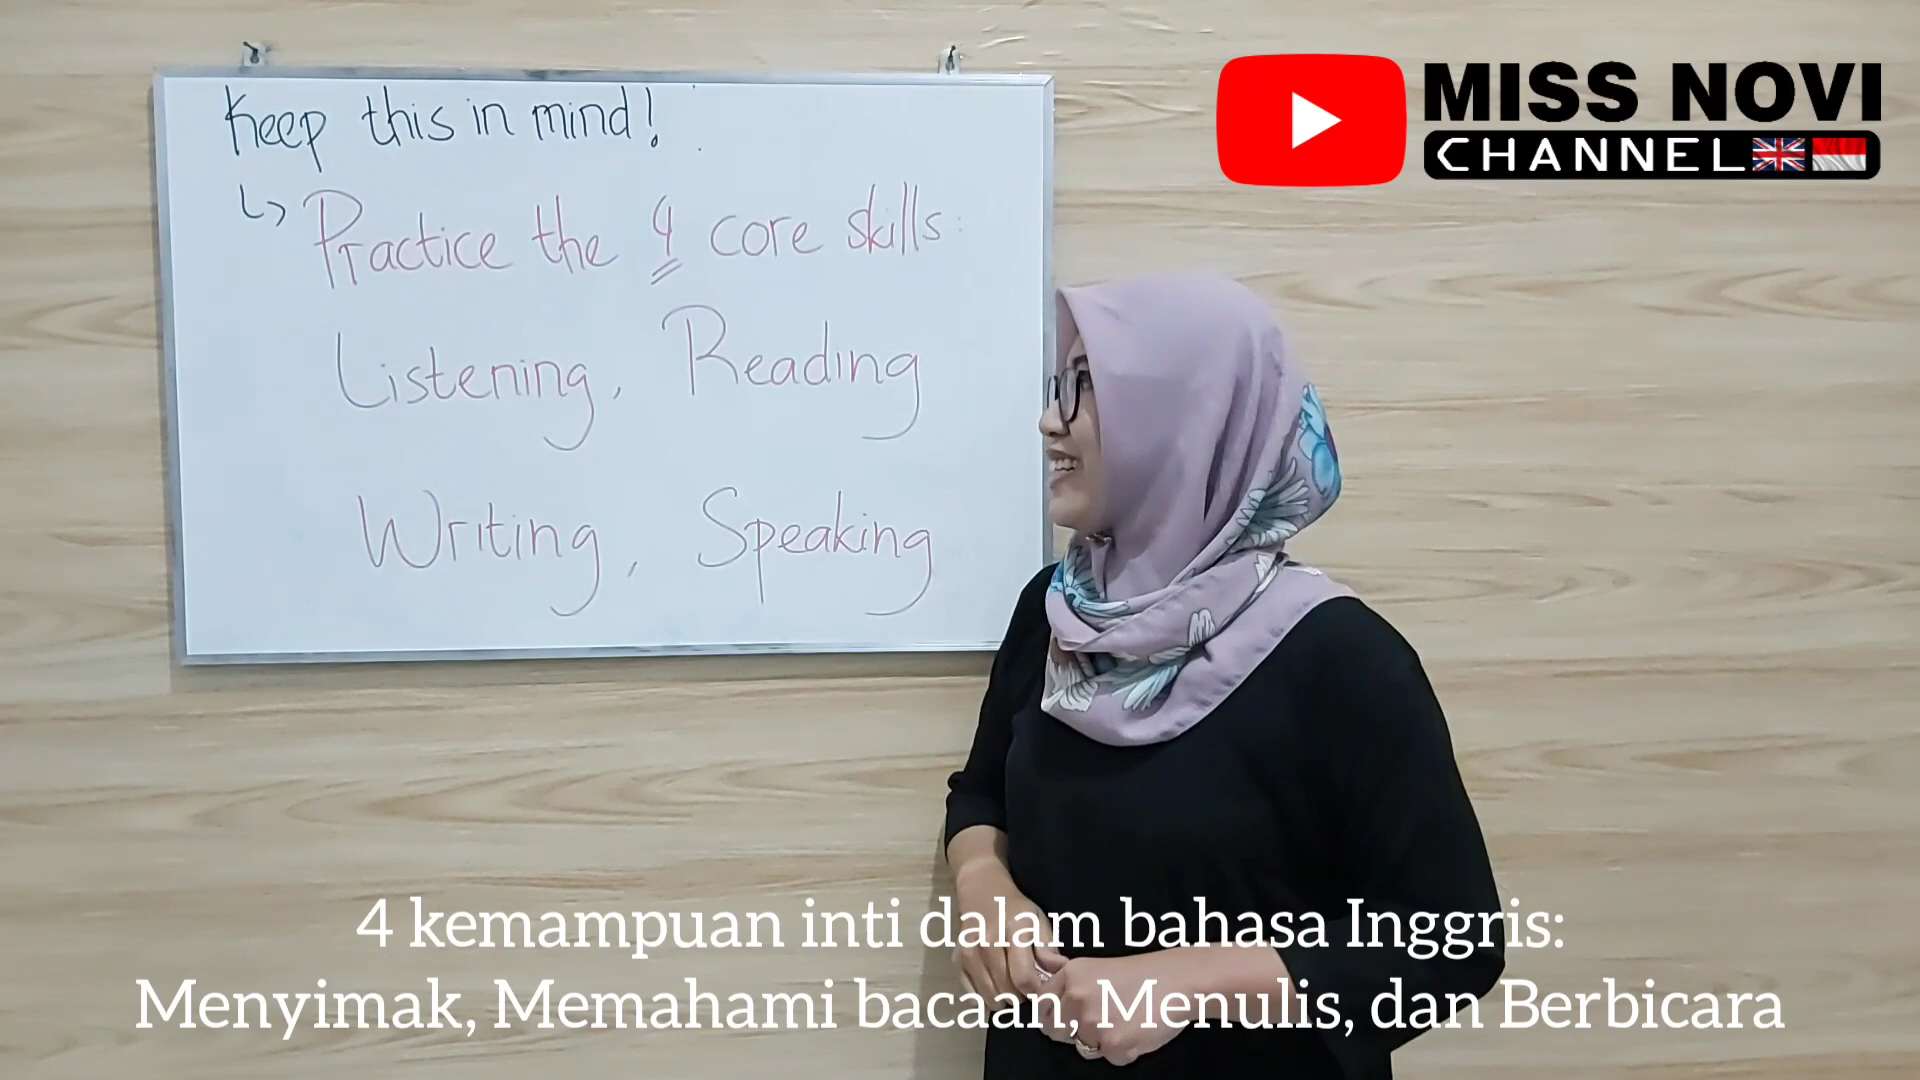 Keep this in mind!
↳ Practice the 4 core skills:
Listening, Reading
Writing, Speaking
MISS NOVI
CHANNEL
4 kemampuan inti dalam bahasa Inggris:
Menyimak, Memahami bacaan, Menulis, dan Berbicara